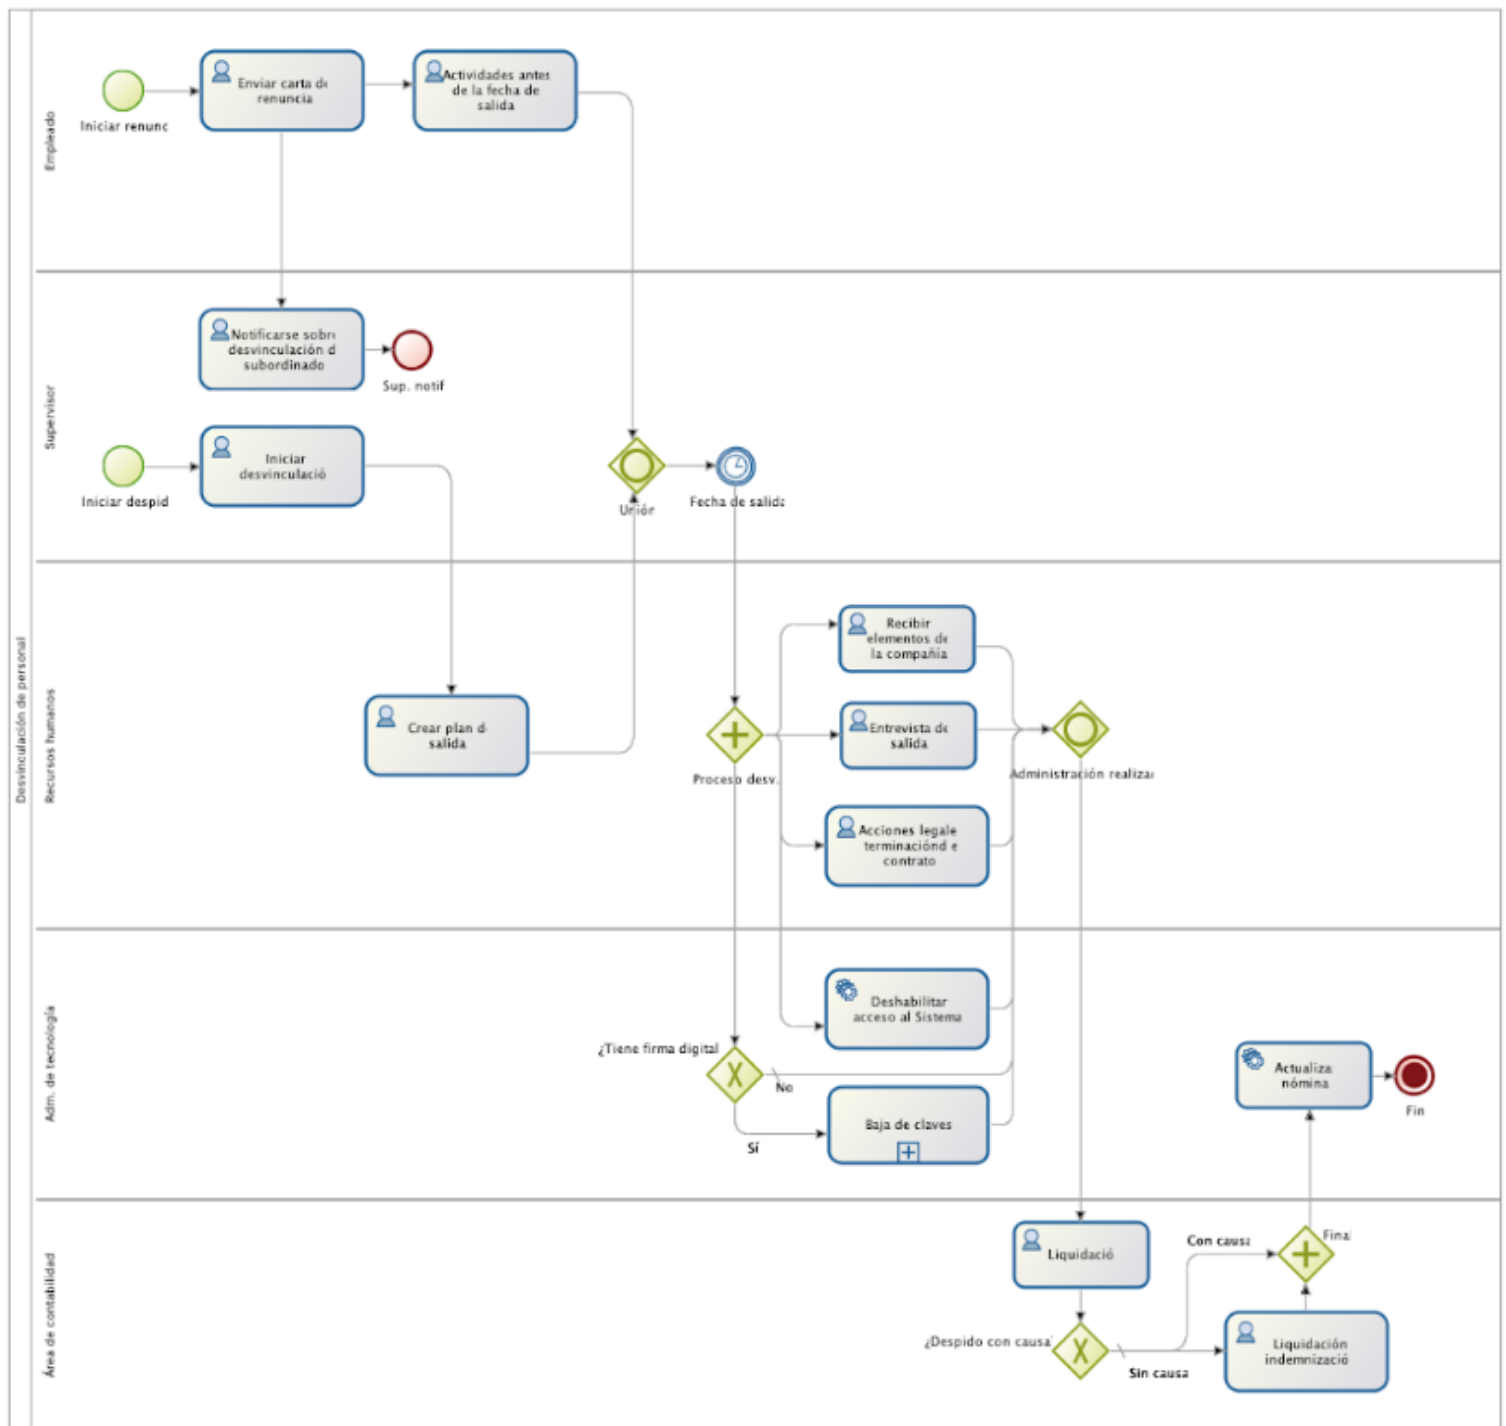 Desvinculación de personal
Empleado
Iniciar renunc
Enviar carta de
renuncia
Actividades antes
de la fecha de
salida
Supervisor
Notificarse sobre
desvinculación d
subordinado
Sup. notif
Iniciar despid
Iniciar
desvinculació
Unión
Fecha de salida
Recursos humanos
Crear plan d
salida
Proceso desv.
Recibir
elementos de
la compañía
Entrevista de
salida
Acciones legale
terminaciónd e
contrato
Administración realiza
Adm. de tecnología
¿Tiene firma digital
No
Sí
Deshabilitar
acceso al Sistema
Baja de claves
Actualiza
nómina
Fin
Área de contabilidad
Liquidació
¿Despido con causa
Con causa
Sin causa
Final
Liquidación
indemnizació